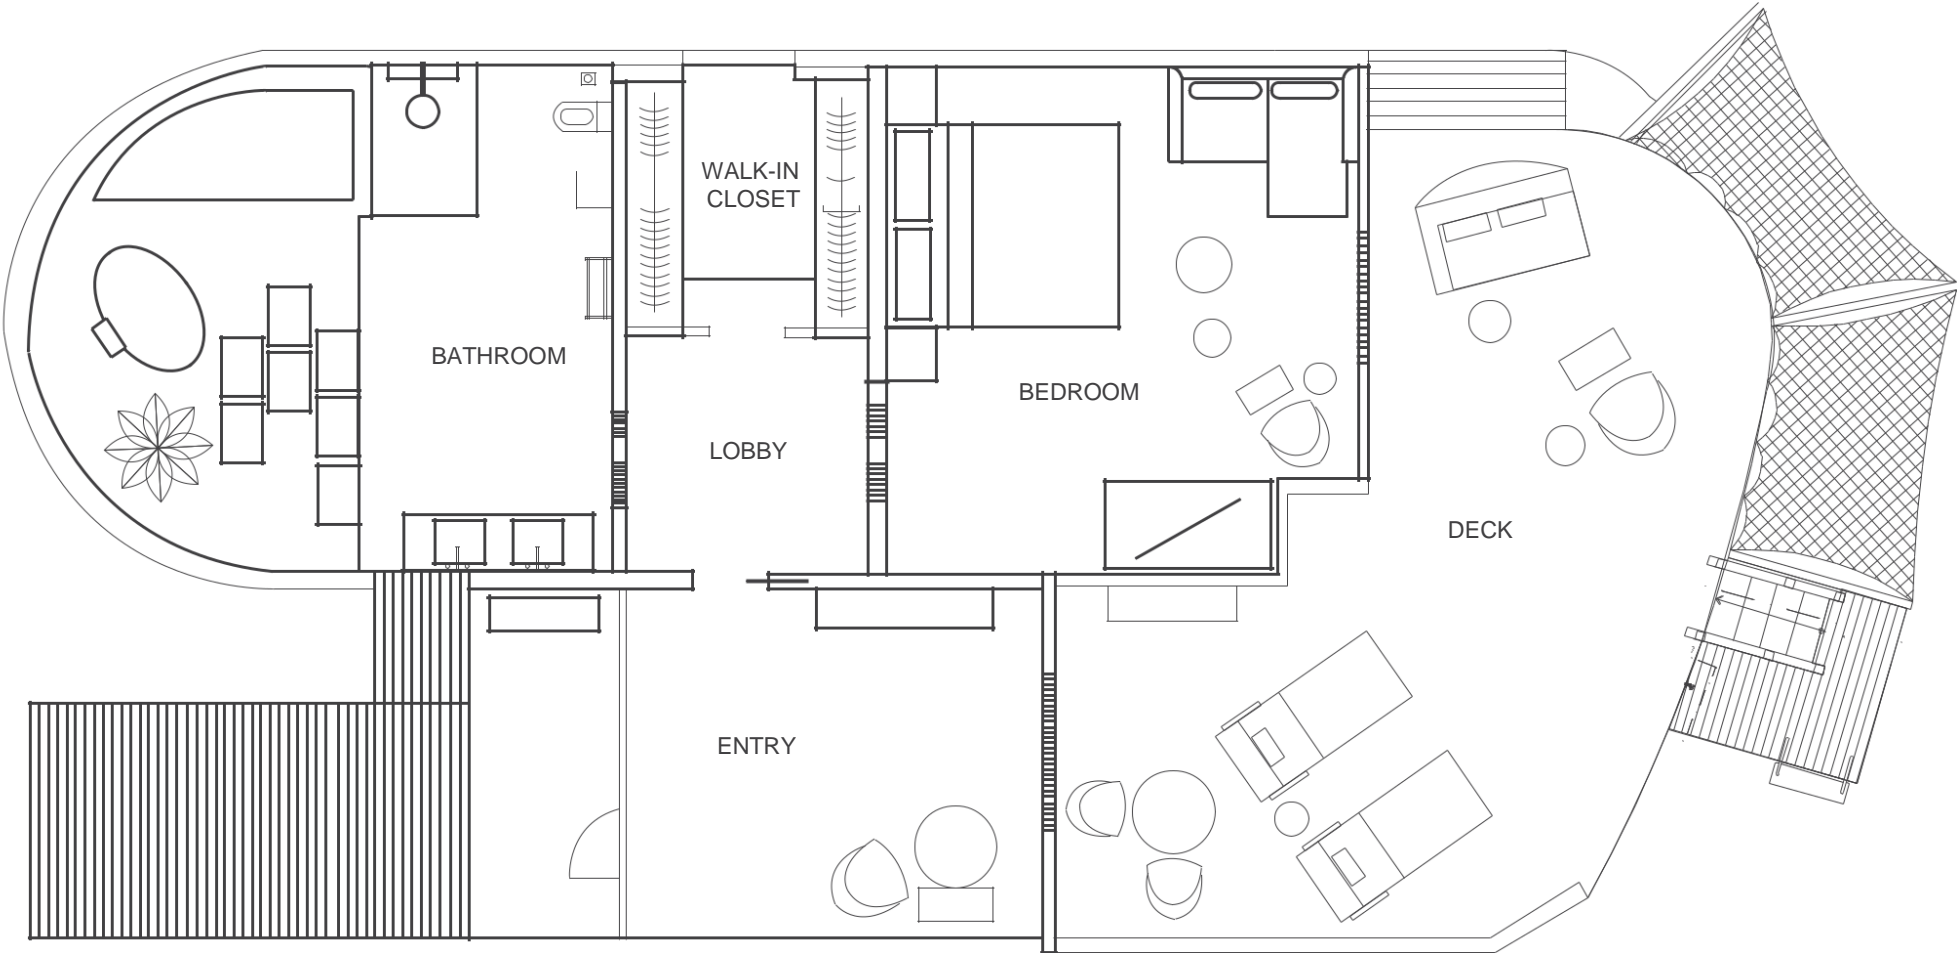 WALK-IN
CLOSET
BATHROOM
BEDROOM
LOBBY
DECK
ENTRY